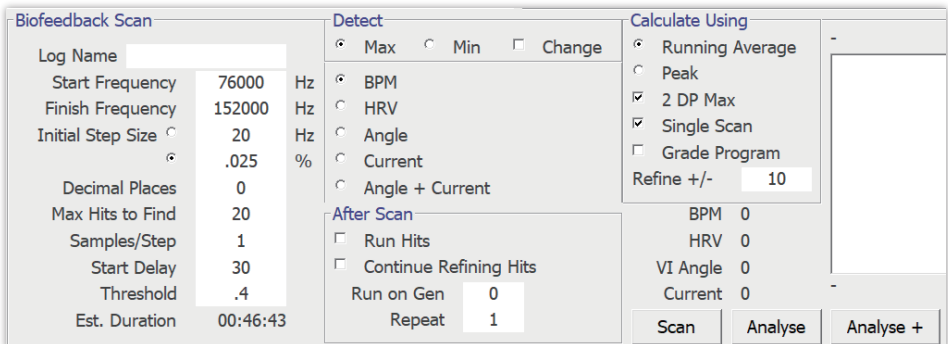 Biofeedback Scan
Log Name
Start Frequency 76000 Hz
Finish Frequency 152000 Hz
Initial Step Size 20 Hz
.025 %
Decimal Places 0
Max Hits to Find 20
Samples/Step 1
Start Delay 30
Threshold .4
Est. Duration 00:46:43
Detect
Max Min Change
BPM
HRV
Angle
Current
Angle + Current
After Scan
Run Hits
Continue Refining Hits
Run on Gen 0
Repeat 1
Calculate Using
Running Average
Peak
2 DP Max
Single Scan
Grade Program
Refine +/- 10
BPM 0
HRV 0
VI Angle 0
Current 0
-
-
Scan Analyse Analyse +